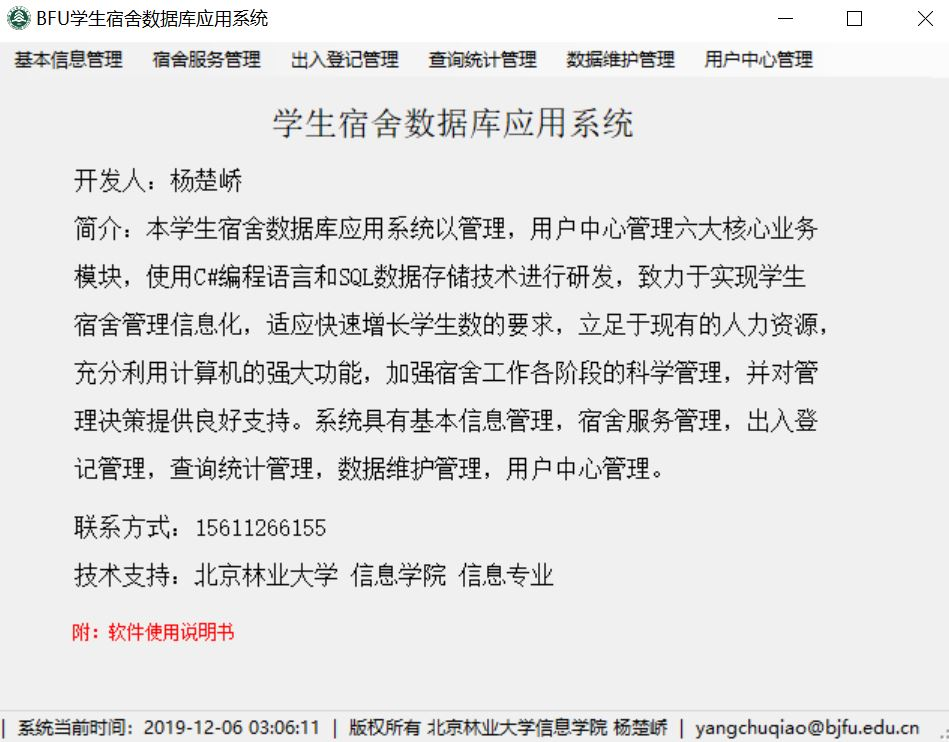 BFU学生宿舍数据库应用系统
基本信息管理 宿舍服务管理 出入登记管理 查询统计管理 数据维护管理 用户中心管理
学生宿舍数据库应用系统
开发人：杨楚峤
简介：本学生宿舍数据库应用系统以管理，用户中心管理六大核心业务
模块，使用C#编程语言和SQL数据存储技术进行研发，致力于实现学生
宿舍管理信息化，适应快速增长学生数的要求，立足于现有的人力资源，
充分利用计算机的强大功能，加强宿舍工作各阶段的科学管理，并对管
理决策提供良好支持。系统具有基本信息管理，宿舍服务管理，出入登
记管理，查询统计管理，数据维护管理，用户中心管理。
联系方式：15611266155
技术支持：北京林业大学 信息学院 信息专业
附：软件使用说明书
| 系统当前时间：2019-12-06 03:06:11 | 版权所有 北京林业大学信息学院 杨楚峤 | yangchuqiao@bjfu.edu.cn